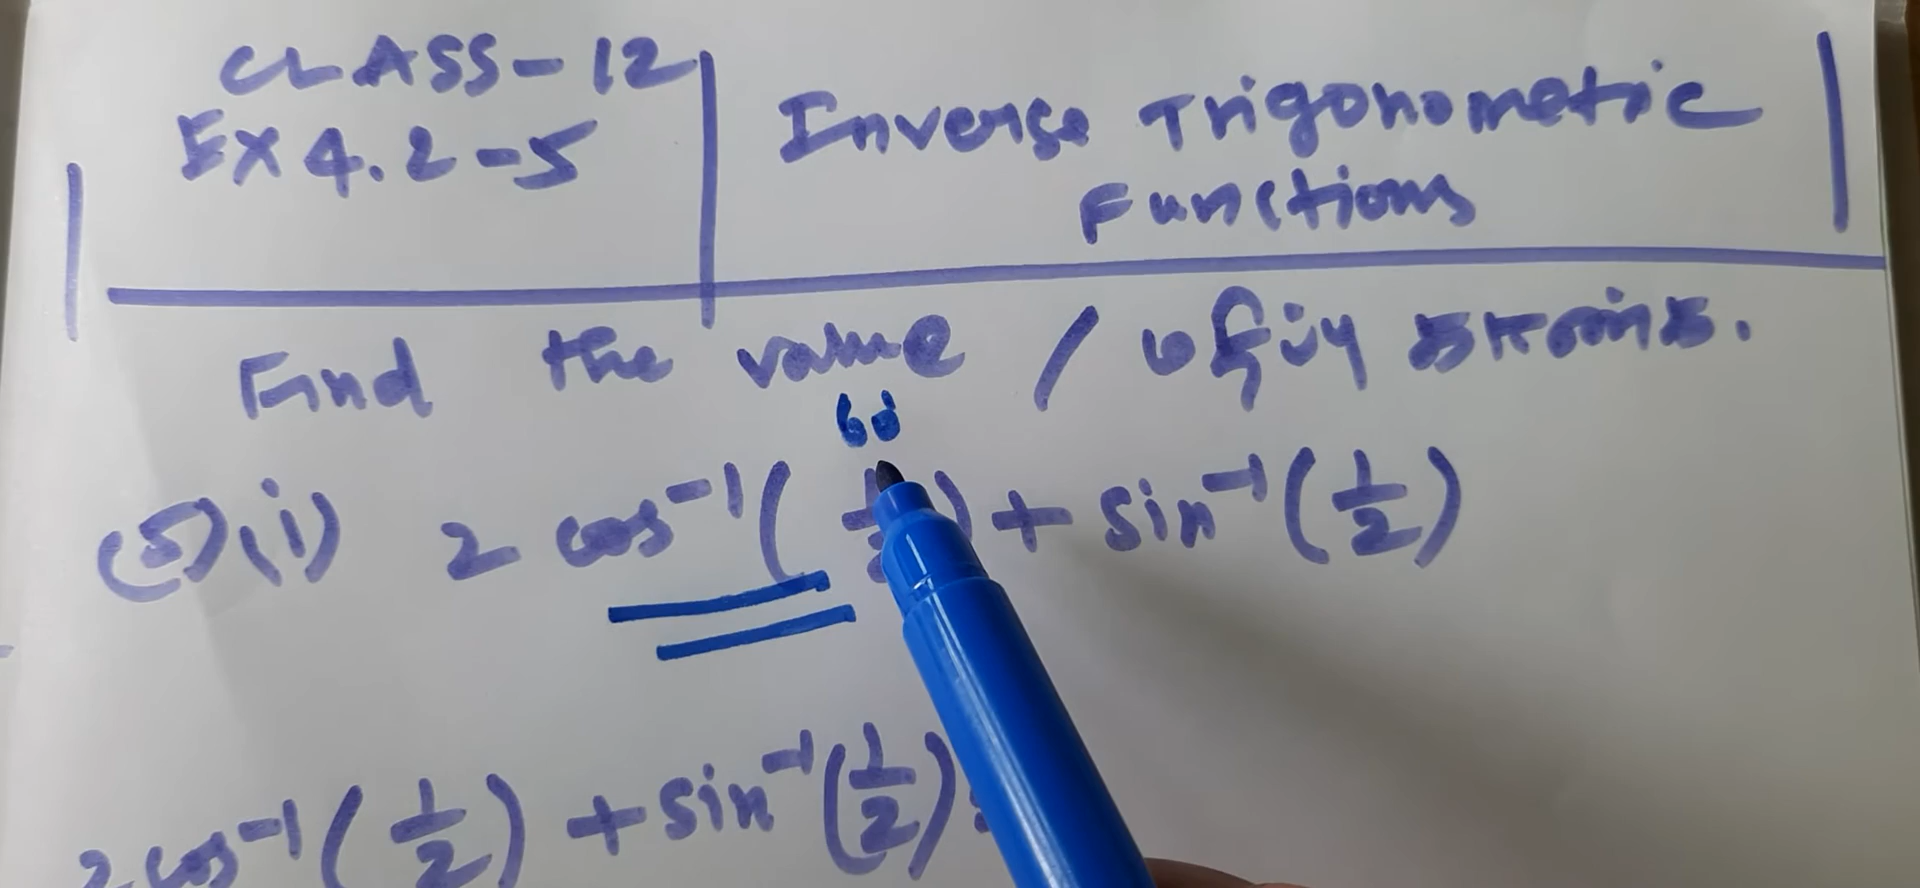 CLASS-12
EX 4.2-5
Inverse Trigonometric
Functions
Find the value / மதிப்பு காண்க.
60°
(5)(i) 2 cos⁻¹( ) + sin⁻¹(1/2)
2 cos⁻¹(1/2) + sin⁻¹(1/2)